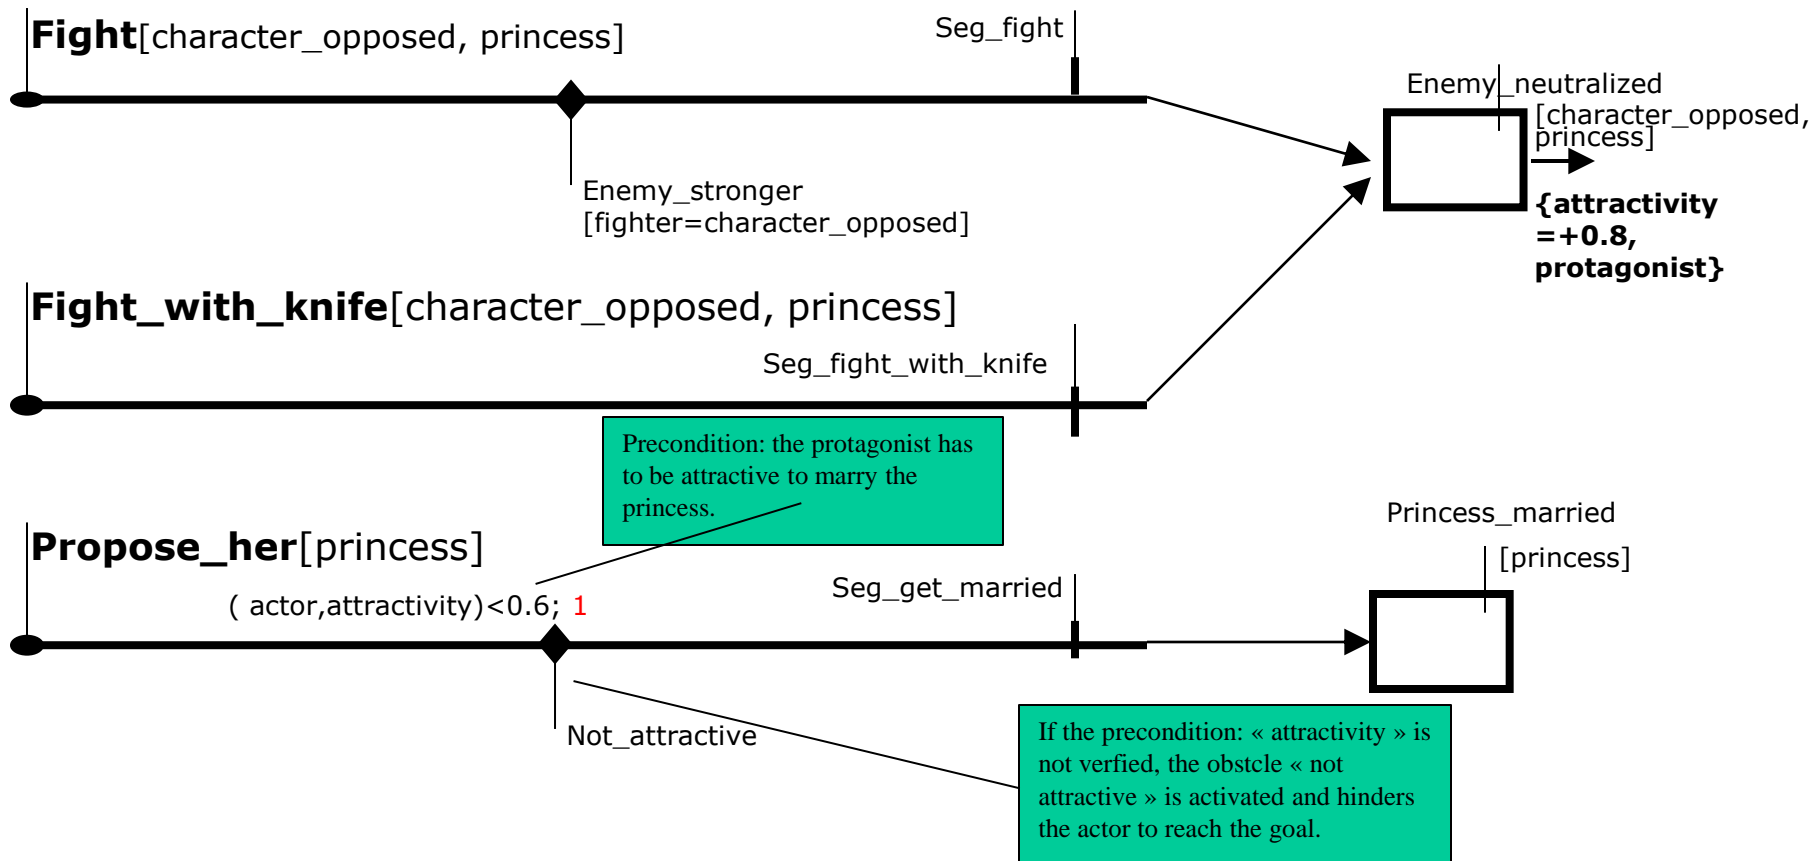 Fight[character_opposed, princess]
Seg_fight
Enemy_neutralized
[character_opposed,
princess]
Enemy_stronger
[fighter=character_opposed]
{attractivity
=+0.8,
protagonist}
Fight_with_knife[character_opposed, princess]
Seg_fight_with_knife
Precondition: the protagonist has
to be attractive to marry the
princess.
Propose_her[princess]
( actor,attractivity)<0.6; 1
Seg_get_married
Princess_married
[princess]
Not_attractive
If the precondition: « attractivity » is
not verfied, the obstcle « not
attractive » is activated and hinders
the actor to reach the goal.